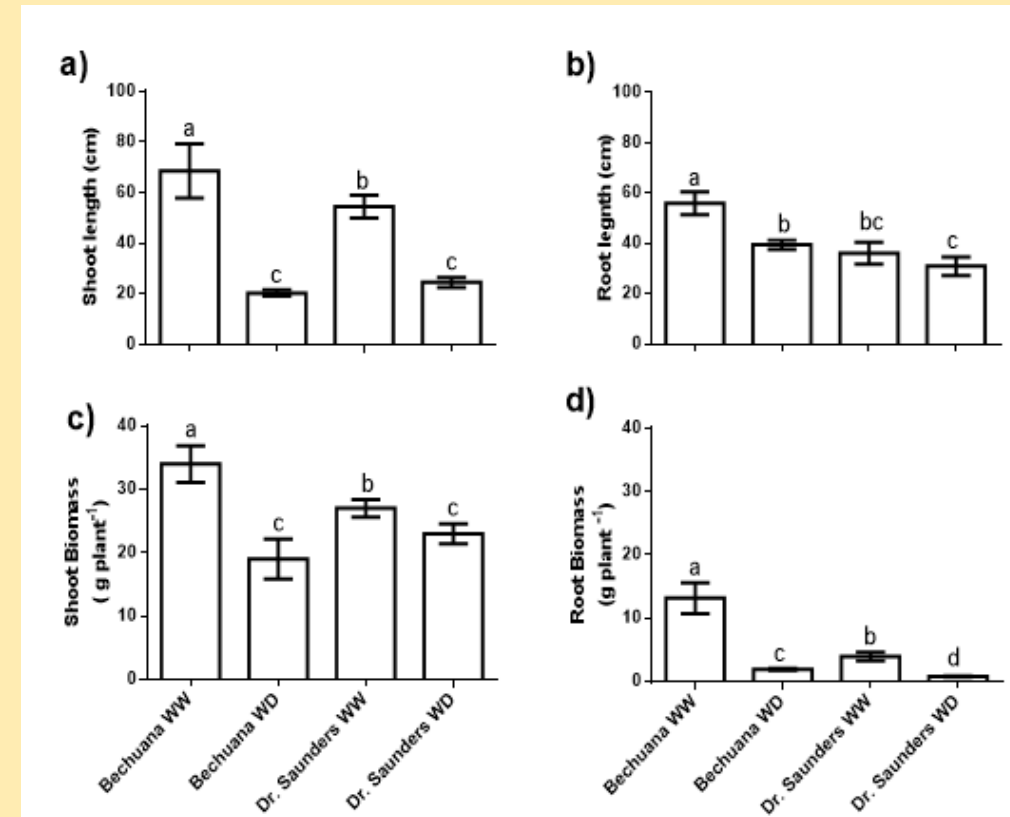 a)
100
80
60
40
20
0
Shoot length (cm)
a
c
b
c
b)
100
80
60
40
20
0
Root legnth (cm)
a
b
bc
c
c)
40
30
20
10
0
Shoot Biomass
( g plant⁻¹)
a
c
b
c
Bechuana WW
Bechuana WD
Dr. Saunders WW
Dr. Saunders WD
d)
40
30
20
10
0
Root Biomass
(g plant ⁻¹)
a
c
b
d
Bechuana WW
Bechuana WD
Dr. Saunders WW
Dr. Saunders WD